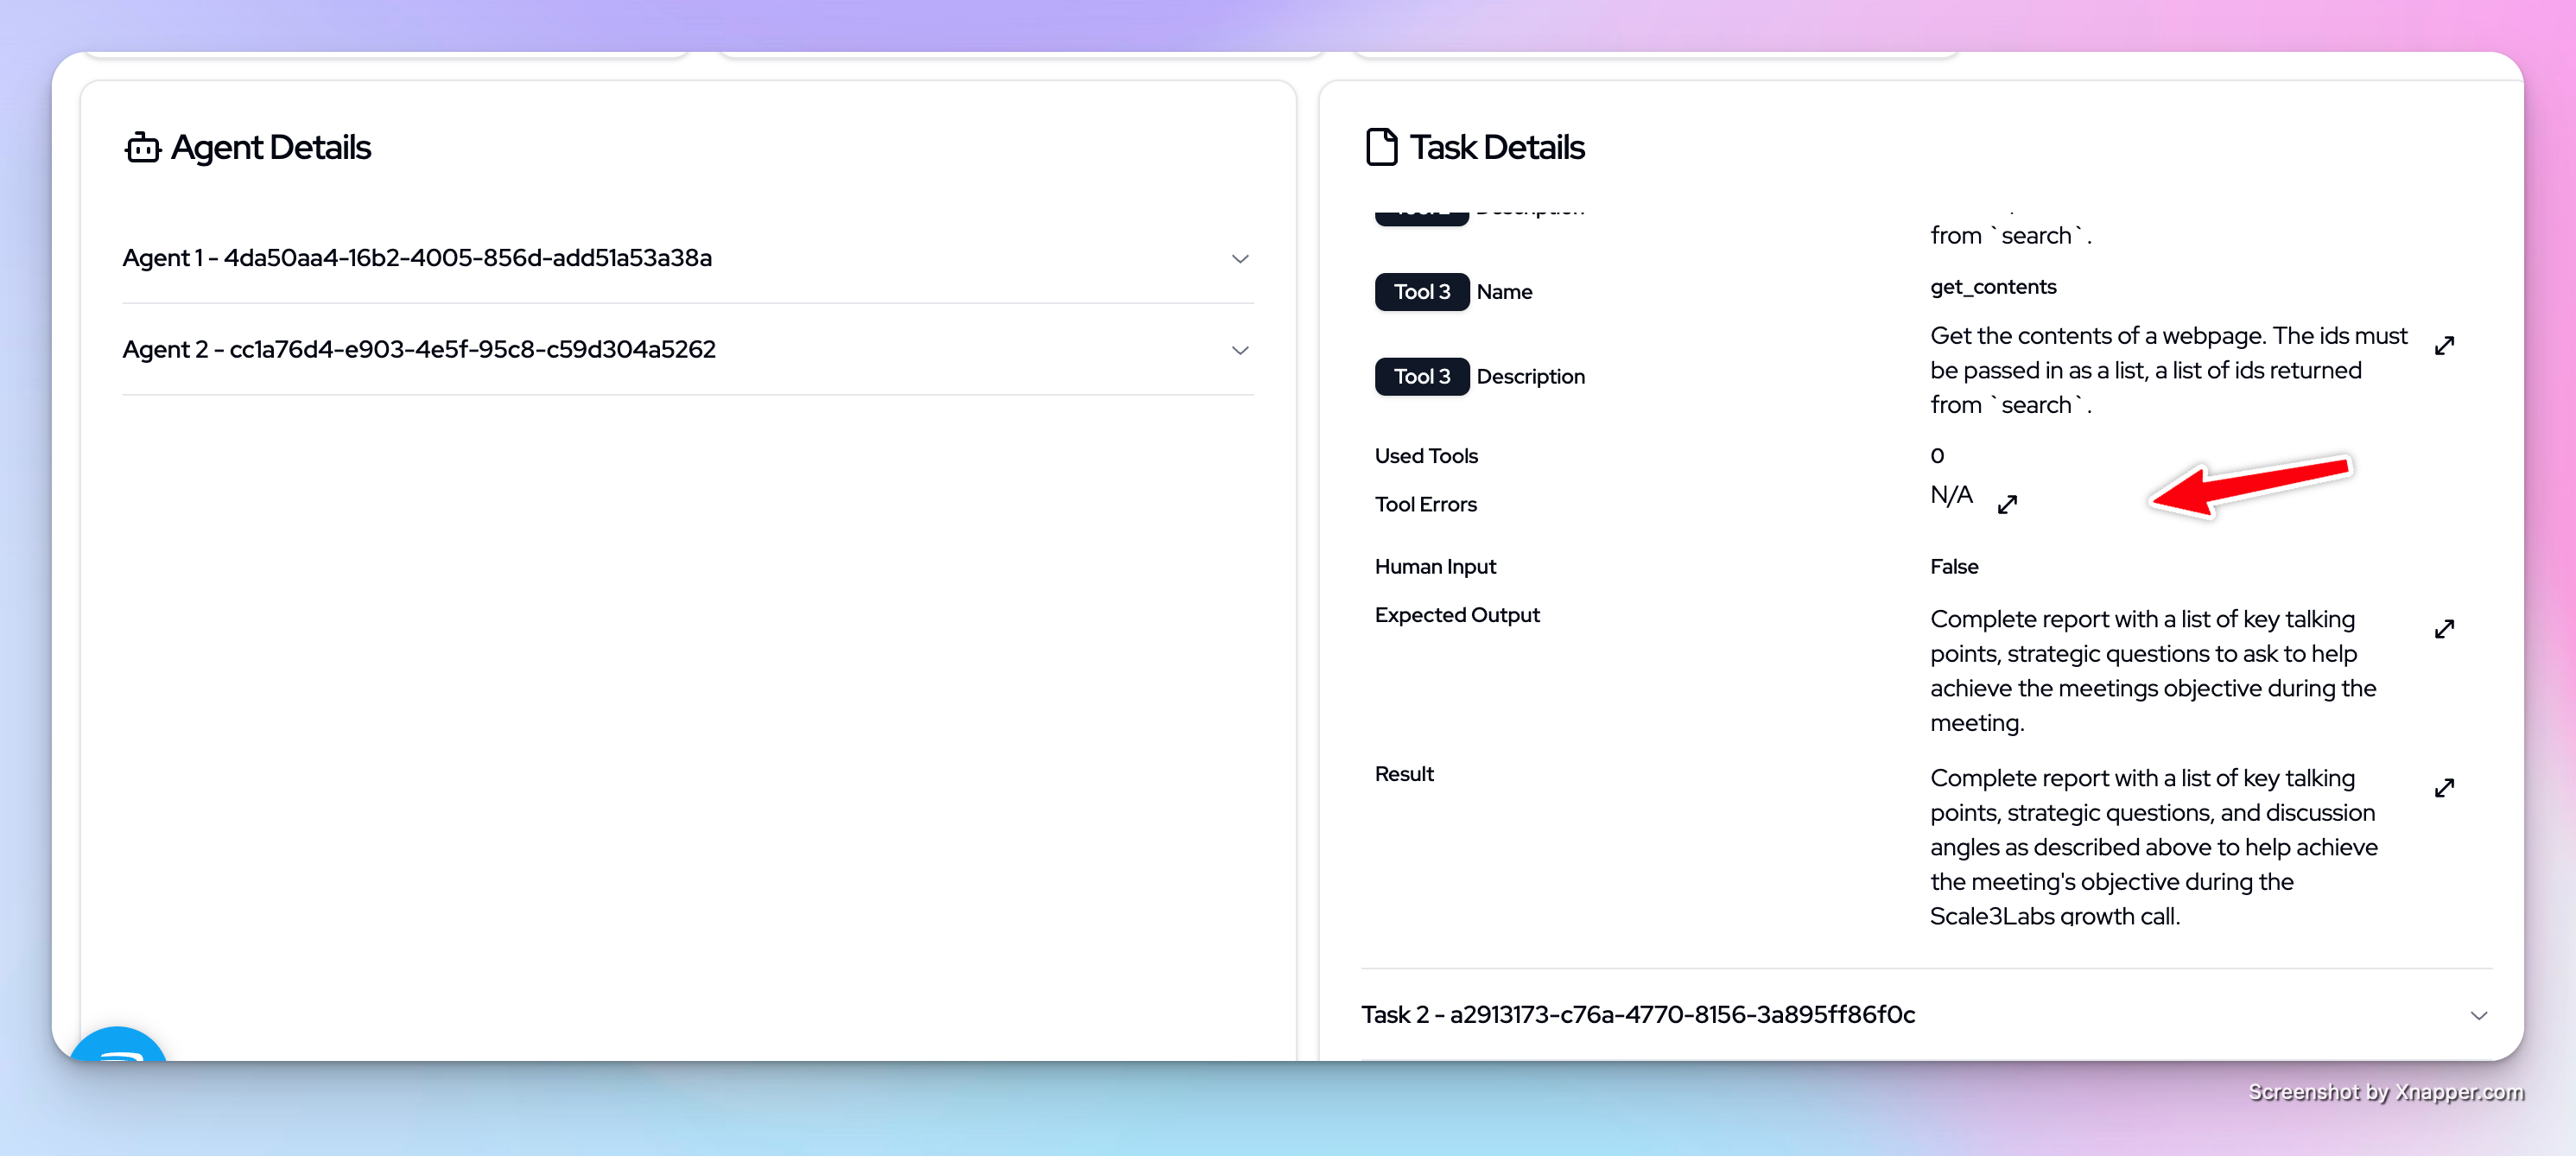 Agent Details
Agent 1 - 4da50aa4-16b2-4005-856d-add51a53a38a
Agent 2 - cc1a76d4-e903-4e5f-95c8-c59d304a5262
Task Details
from `search`.
Tool 3 Name
get_contents
Tool 3 Description
Get the contents of a webpage. The ids must
be passed in as a list, a list of ids returned
from `search`.
Used Tools
0
Tool Errors
N/A
Human Input
False
Expected Output
Complete report with a list of key talking
points, strategic questions to ask to help
achieve the meetings objective during the
meeting.
Result
Complete report with a list of key talking
points, strategic questions, and discussion
angles as described above to help achieve
the meeting's objective during the
Scale3Labs growth call.
Task 2 - a2913173-c76a-4770-8156-3a895ff86f0c
Screenshot by Xnapper.com